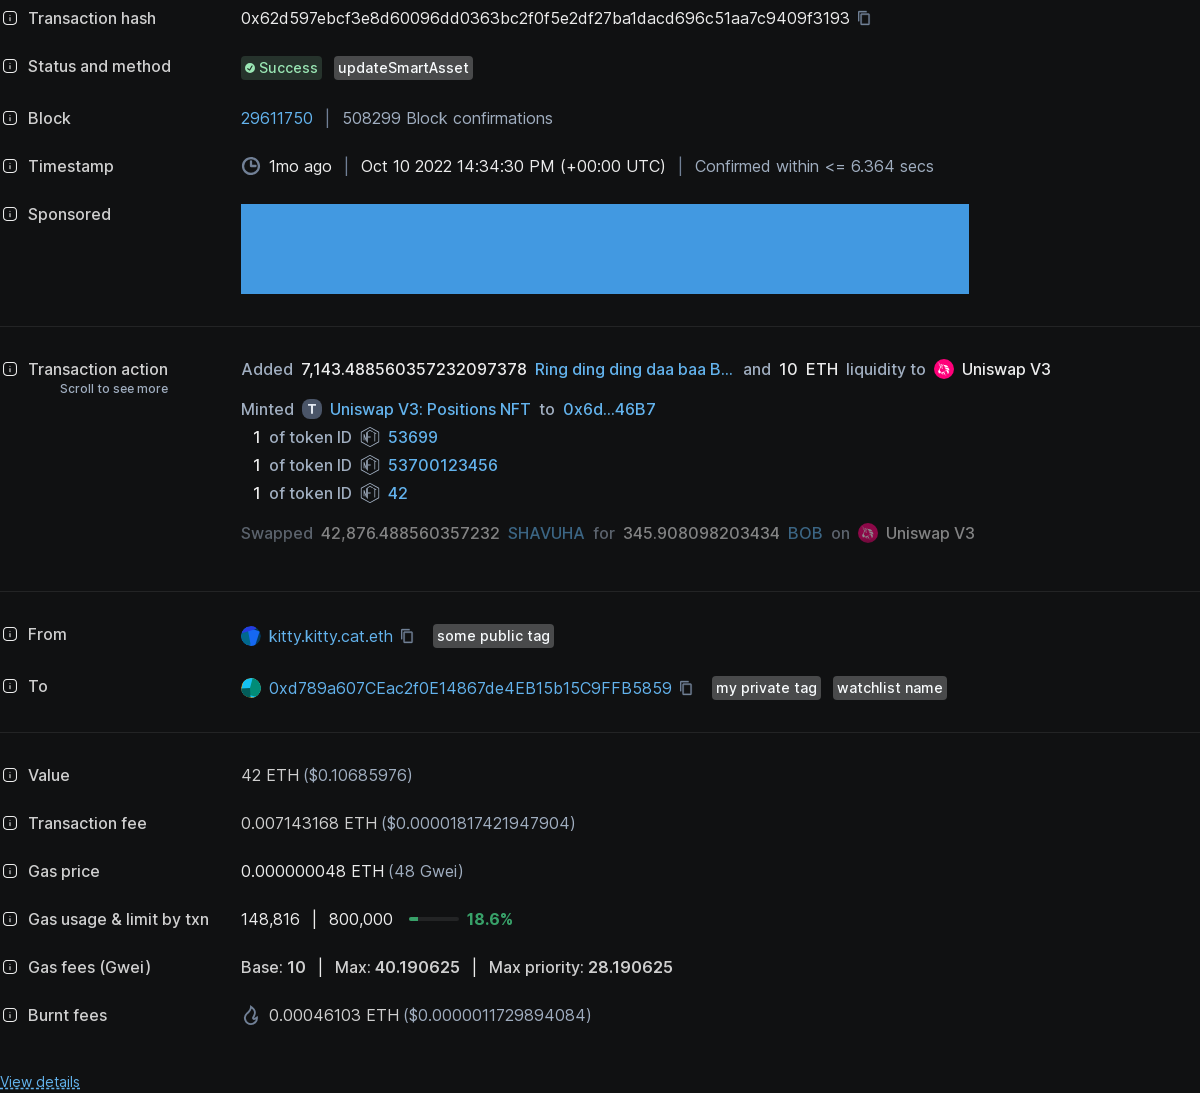 Transaction hash 0x62d597ebcf3e8d60096dd0363bc2f0f5e2df27ba1dacd696c51aa7c9409f3193
Status and method Success updateSmartAsset
Block 29611750 | 508299 Block confirmations
Timestamp 1mo ago | Oct 10 2022 14:34:30 PM (+00:00 UTC) | Confirmed within <= 6.364 secs
Sponsored
Transaction action Added 7,143.488560357232097378 Ring ding ding daa baa B... and 10 ETH liquidity to Uniswap V3
Scroll to see more
Minted T Uniswap V3: Positions NFT to 0x6d...46B7
1 of token ID 53699
1 of token ID 53700123456
1 of token ID 42
Swapped 42,876.488560357232 SHAVUHA for 345.908098203434 BOB on Uniswap V3
From kitty.kitty.cat.eth some public tag
To 0xd789a607CEac2f0E14867de4EB15b15C9FFB5859 my private tag watchlist name
Value 42 ETH ($0.10685976)
Transaction fee 0.007143168 ETH ($0.00001817421947904)
Gas price 0.000000048 ETH (48 Gwei)
Gas usage & limit by txn 148,816 | 800,000 18.6%
Gas fees (Gwei) Base: 10 | Max: 40.190625 | Max priority: 28.190625
Burnt fees 0.00046103 ETH ($0.0000011729894084)
View details